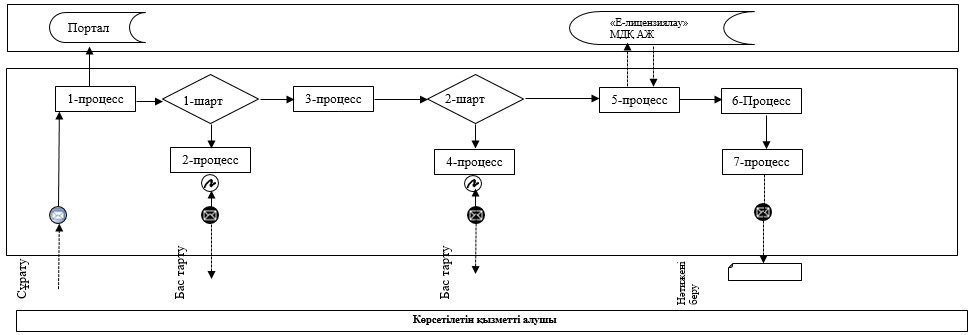 Портал
«Е-лицензиялау»
МДҚ АЖ
1-процесс
1-шарт
3-процесс
2-шарт
5-процесс
6-Процесс
2-процесс
4-процесс
7-процесс
Сұрату
Бас тарту
Бас тарту
Нәтижені
беру
Көрсетілетін қызметті алушы